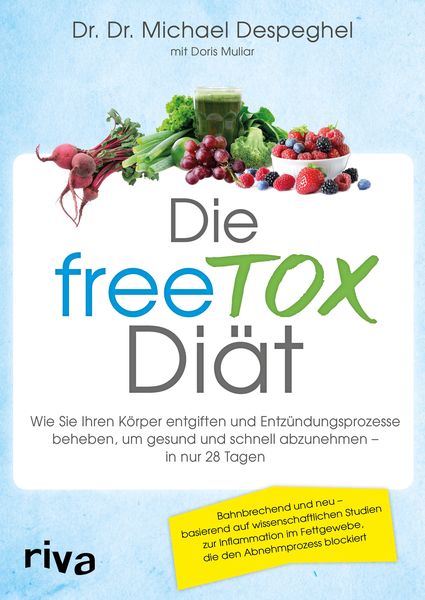 Dr. Dr. Michael Despeghel
mit Doris Muliar
Die
freeTOX
Diät
Wie Sie Ihren Körper entgiften und Entzündungsprozesse
beheben, um gesund und schnell abzunehmen –
in nur 28 Tagen
Bahnbrechend und neu –
basierend auf wissenschaftlichen Studien
zur Inflammation im Fettgewebe,
die den Abnehmprozess blockiert
riva